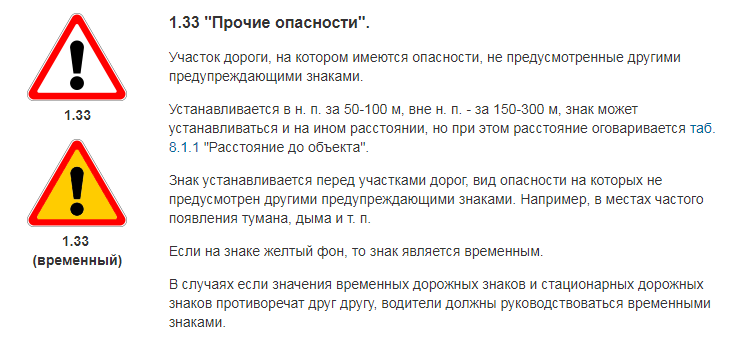 1.33 "Прочие опасности".
Участок дороги, на котором имеются опасности, не предусмотренные другими
предупреждающими знаками.
1.33
Устанавливается в н. п. за 50-100 м, вне н. п. - за 150-300 м, знак может
устанавливаться и на ином расстоянии, но при этом расстояние оговаривается таб.
8.1.1 "Расстояние до объекта".
Знак устанавливается перед участками дорог, вид опасности на которых не
предусмотрен другими предупреждающими знаками. Например, в местах частого
появления тумана, дыма и т. п.
1.33
(временный)
Если на знаке желтый фон, то знак является временным.
В случаях если значения временных дорожных знаков и стационарных дорожных
знаков противоречат друг другу, водители должны руководствоваться временными
знаками.